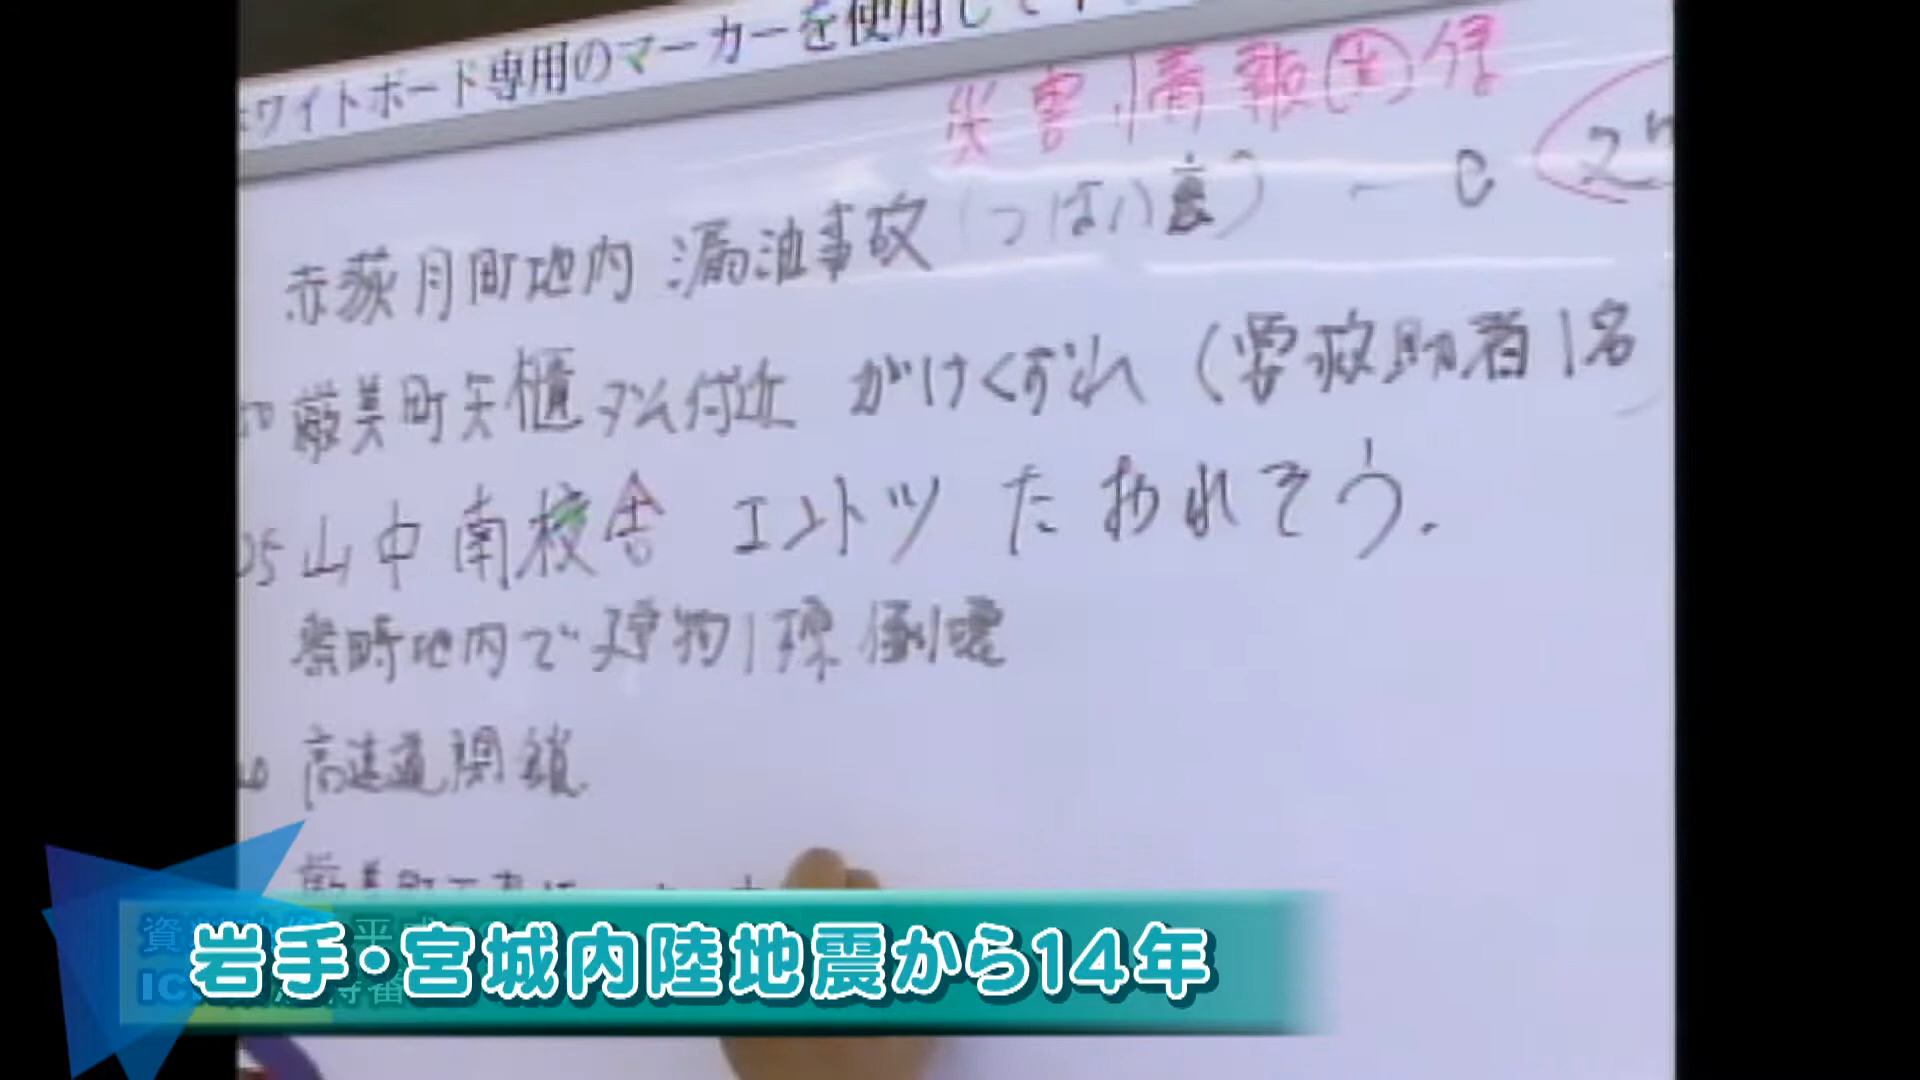 ワイトボード専用のマーカーを使用して
災害情報
赤荻月町地内 漏油事故(つぼ八裏) 〇
厳美町矢櫃ダム付近 がけくずれ (要救助者1名)
山中南校舎 エントツ たおれそう.
祭畤地内で建物1棟倒壊
高速道閉鎖
岩手・宮城内陸地震から14年